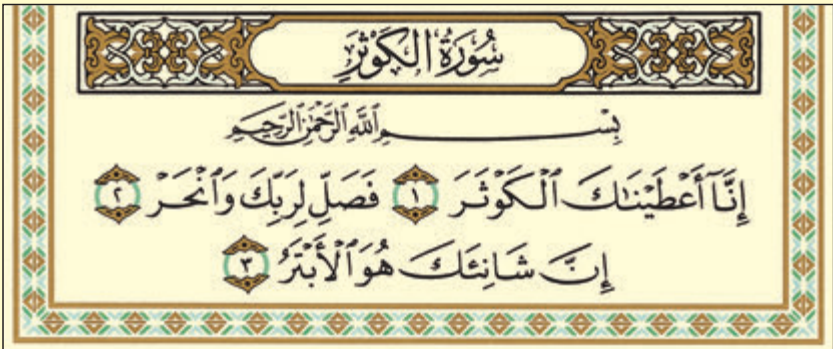 سُورَةُ الكَوْثَرِ
بِسْمِ ٱللَّهِ ٱلرَّحْمَٰنِ ٱلرَّحِيمِ
إِنَّآ أَعْطَيْنَٰكَ ٱلْكَوْثَرَ ١ فَصَلِّ لِرَبِّكَ وَٱنْحَرْ ٢
إِنَّ شَانِئَكَ هُوَ ٱلْأَبْتَرُ ٣